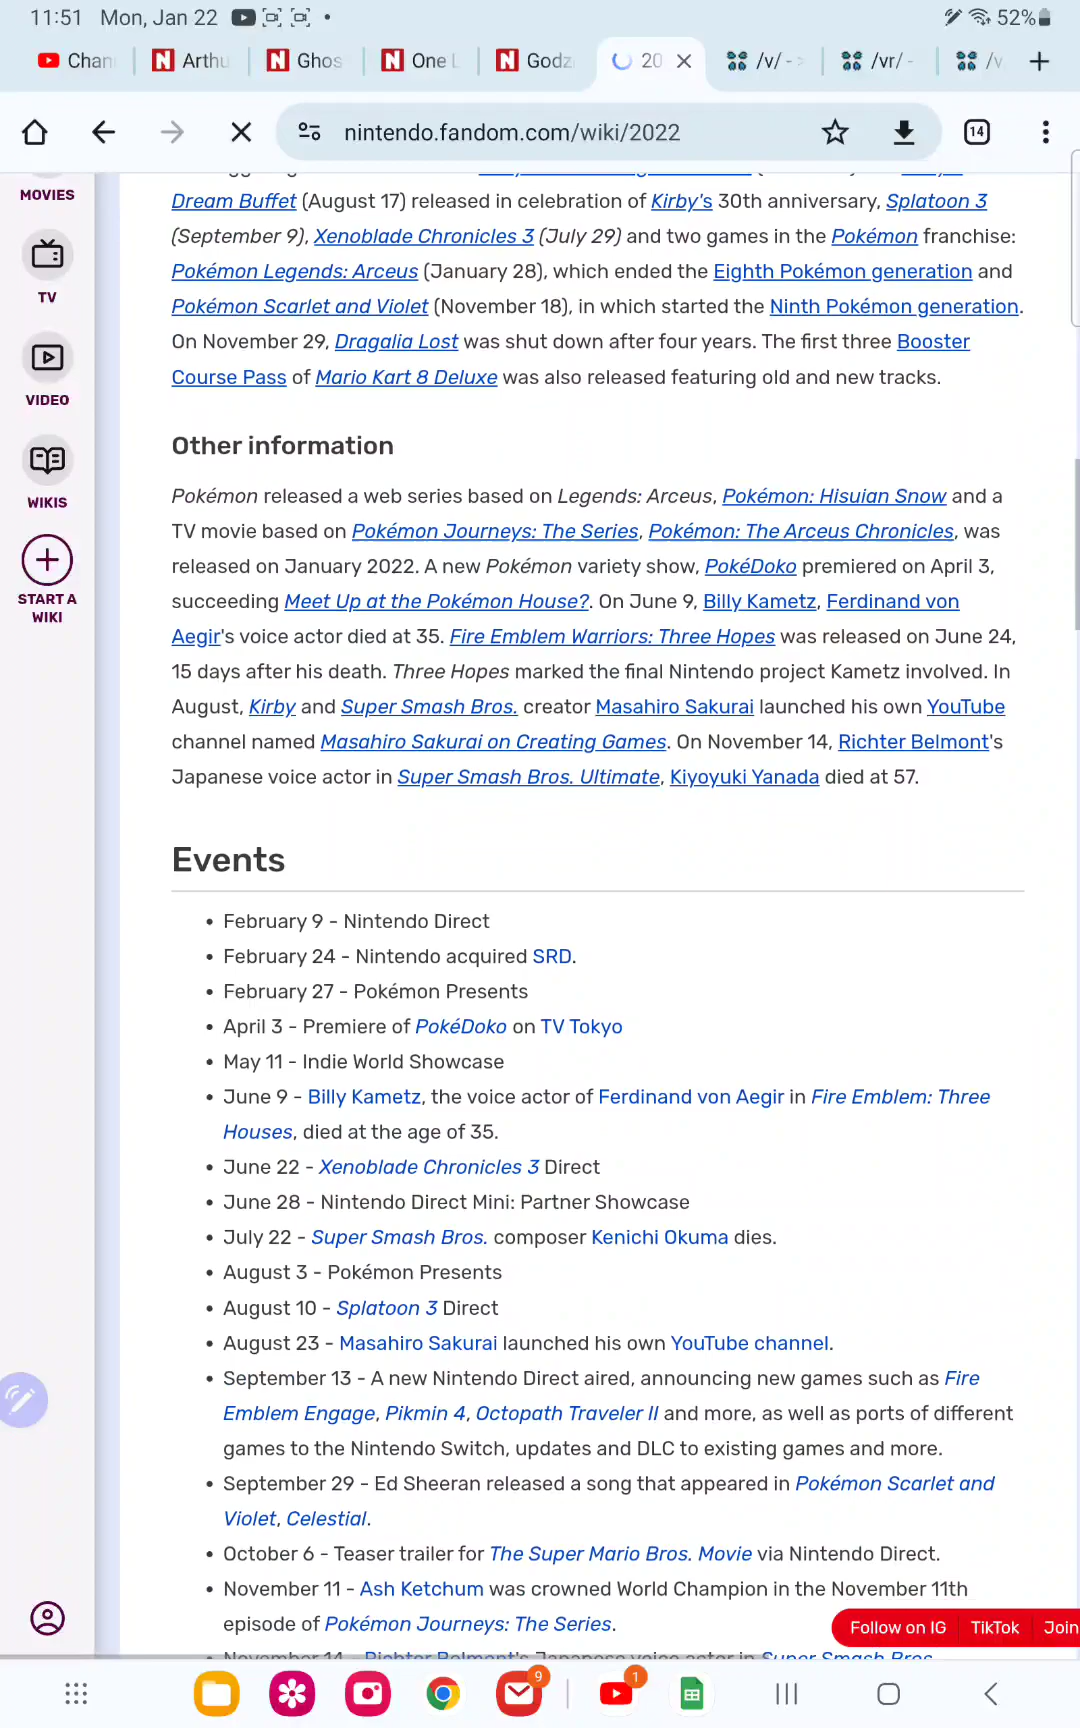 11:51 Mon, Jan 22 52%
Chan Arthu Ghos One L Godz 20 /v/ - /vr/ - /v
nintendo.fandom.com/wiki/2022 14
MOVIES
TV
VIDEO
WIKIS
START A
WIKI
Dream Buffet (August 17) released in celebration of Kirby's 30th anniversary, Splatoon 3
(September 9), Xenoblade Chronicles 3 (July 29) and two games in the Pokémon franchise:
Pokémon Legends: Arceus (January 28), which ended the Eighth Pokémon generation and
Pokémon Scarlet and Violet (November 18), in which started the Ninth Pokémon generation.
On November 29, Dragalia Lost was shut down after four years. The first three Booster
Course Pass of Mario Kart 8 Deluxe was also released featuring old and new tracks.
Other information
Pokémon released a web series based on Legends: Arceus, Pokémon: Hisuian Snow and a
TV movie based on Pokémon Journeys: The Series, Pokémon: The Arceus Chronicles, was
released on January 2022. A new Pokémon variety show, PokéDoko premiered on April 3,
succeeding Meet Up at the Pokémon House?. On June 9, Billy Kametz, Ferdinand von
Aegir's voice actor died at 35. Fire Emblem Warriors: Three Hopes was released on June 24,
15 days after his death. Three Hopes marked the final Nintendo project Kametz involved. In
August, Kirby and Super Smash Bros. creator Masahiro Sakurai launched his own YouTube
channel named Masahiro Sakurai on Creating Games. On November 14, Richter Belmont's
Japanese voice actor in Super Smash Bros. Ultimate, Kiyoyuki Yanada died at 57.
Events
• February 9 - Nintendo Direct
• February 24 - Nintendo acquired SRD.
• February 27 - Pokémon Presents
• April 3 - Premiere of PokéDoko on TV Tokyo
• May 11 - Indie World Showcase
• June 9 - Billy Kametz, the voice actor of Ferdinand von Aegir in Fire Emblem: Three
Houses, died at the age of 35.
• June 22 - Xenoblade Chronicles 3 Direct
• June 28 - Nintendo Direct Mini: Partner Showcase
• July 22 - Super Smash Bros. composer Kenichi Okuma dies.
• August 3 - Pokémon Presents
• August 10 - Splatoon 3 Direct
• August 23 - Masahiro Sakurai launched his own YouTube channel.
• September 13 - A new Nintendo Direct aired, announcing new games such as Fire
Emblem Engage, Pikmin 4, Octopath Traveler II and more, as well as ports of different
games to the Nintendo Switch, updates and DLC to existing games and more.
• September 29 - Ed Sheeran released a song that appeared in Pokémon Scarlet and
Violet, Celestial.
• October 6 - Teaser trailer for The Super Mario Bros. Movie via Nintendo Direct.
• November 11 - Ash Ketchum was crowned World Champion in the November 11th
episode of Pokémon Journeys: The Series.
• November 14 - Richter Belmont's Japanese voice actor in Super Smash Bros.
Follow on IG TikTok Join
9 1